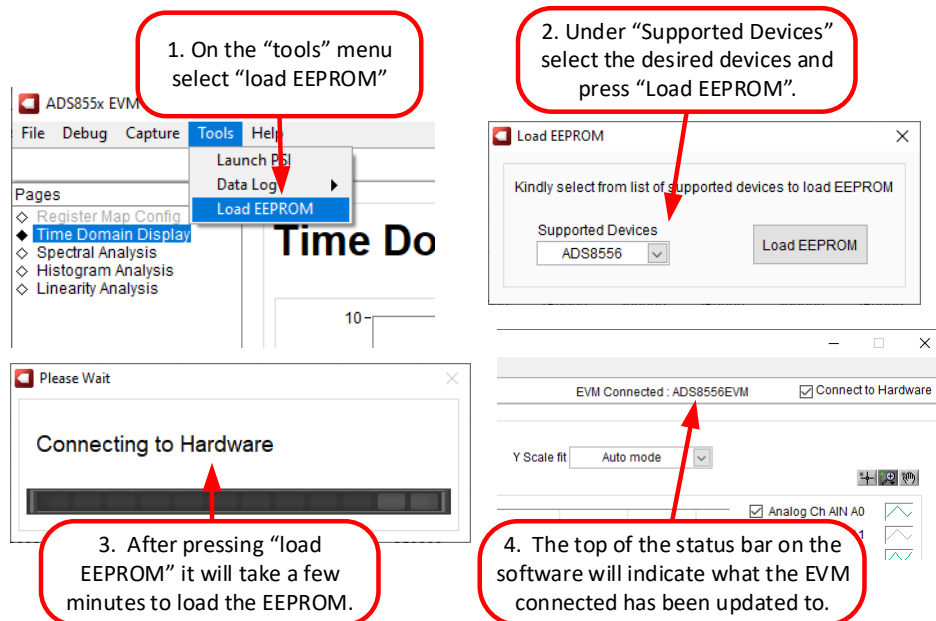 1. On the “tools” menu
select “load EEPROM”
ADS855x EVM
File Debug Capture Tools Help
Launch PSI
Data Log
Load EEPROM
Pages
Register Map Config
Time Domain Display
Spectral Analysis
Histogram Analysis
Linearity Analysis
Time Do
10
2. Under “Supported Devices”
select the desired devices and
press “Load EEPROM”.
Load EEPROM
Kindly select from list of supported devices to load EEPROM
Supported Devices
ADS8556
Load EEPROM
Please Wait
Connecting to Hardware
3. After pressing “load
EEPROM” it will take a few
minutes to load the EEPROM.
EVM Connected : ADS8556EVM Connect to Hardware
Y Scale fit Auto mode
Analog Ch AIN A0
1
4. The top of the status bar on the
software will indicate what the EVM
connected has been updated to.